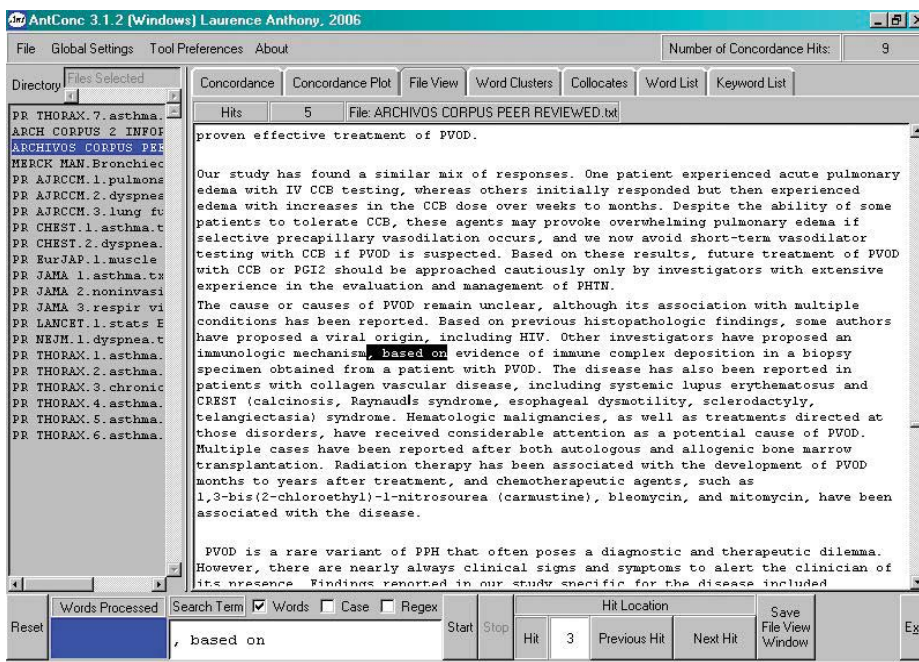 AntConc 3.1.2 (Windows) Laurence Anthony, 2006
File Global Settings Tool Preferences About
Number of Concordance Hits: 9
Directory Files Selected
PR THORAX.7.asthma.
ARCH CORPUS 2 INFOR
ARCHIVOS CORPUS PEE
MERCK MAN.Bronchiec
PR AJRCCM.1.pulmona
PR AJRCCM.2.dyspnea
PR AJRCCM.3.lung fu
PR CHEST.1.asthma.t
PR CHEST.2.dyspnea.
PR EurJAP.1.muscle
PR JAMA 1.asthma.tx
PR JAMA 2.noninvasi
PR JAMA 3.respir vi
PR LANCET.1.stats E
PR NEJM.1.dyspnea.t
PR THORAX.1.asthma.
PR THORAX.2.asthma.
PR THORAX.3.chronic
PR THORAX.4.asthma.
PR THORAX.5.asthma.
PR THORAX.6.asthma.
Concordance Concordance Plot File View Word Clusters Collocates Word List Keyword List
Hits 5 File: ARCHIVOS CORPUS PEER REVIEWED.txt
proven effective treatment of PVOD.
Our study has found a similar mix of responses. One patient experienced acute pulmonary
edema with IV CCB testing, whereas others initially responded but then experienced
edema with increases in the CCB dose over weeks to months. Despite the ability of some
patients to tolerate CCB, these agents may provoke overwhelming pulmonary edema if
selective precapillary vasodilation occurs, and we now avoid short-term vasodilator
testing with CCB if PVOD is suspected. Based on these results, future treatment of PVOD
with CCB or PGI2 should be approached cautiously only by investigators with extensive
experience in the evaluation and management of PHTN.
The cause or causes of PVOD remain unclear, although its association with multiple
conditions has been reported. Based on previous histopathologic findings, some authors
have proposed a viral origin, including HIV. Other investigators have proposed an
immunologic mechanism, based on evidence of immune complex deposition in a biopsy
specimen obtained from a patient with PVOD. The disease has also been reported in
patients with collagen vascular disease, including systemic lupus erythematosus and
CREST (calcinosis, Raynaud|s syndrome, esophageal dysmotility, sclerodactyly,
telangiectasia) syndrome. Hematologic malignancies, as well as treatments directed at
those disorders, have received considerable attention as a potential cause of PVOD.
Multiple cases have been reported after both autologous and allogenic bone marrow
transplantation. Radiation therapy has been associated with the development of PVOD
months to years after treatment, and chemotherapeutic agents, such as
1,3-bis(2-chloroethyl)-1-nitrosourea (carmustine), bleomycin, and mitomycin, have been
associated with the disease.
PVOD is a rare variant of PPH that often poses a diagnostic and therapeutic dilemma.
However, there are nearly always clinical signs and symptoms to alert the clinician of
its presence. Findings reported in our study specific for the disease included
Reset Words Processed Search Term Words Case Regex Start Stop Hit Location
Hit 3 Previous Hit Next Hit Save File View Window Ex
, based on